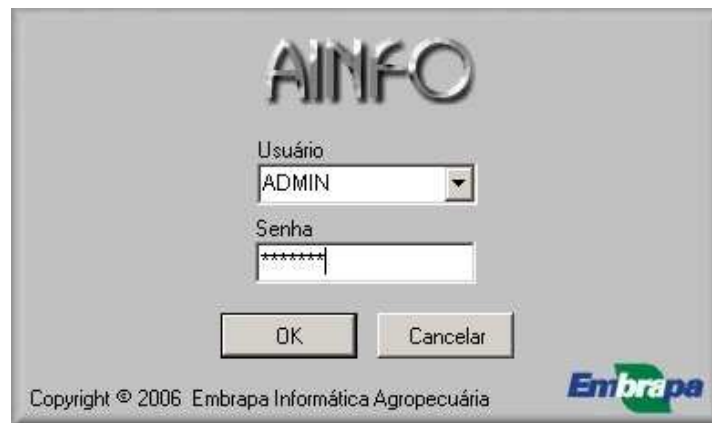 AINFO
Usuário
ADMIN
Senha
*******
OK Cancelar
Copyright © 2006 Embrapa Informática Agropecuária
Embrapa